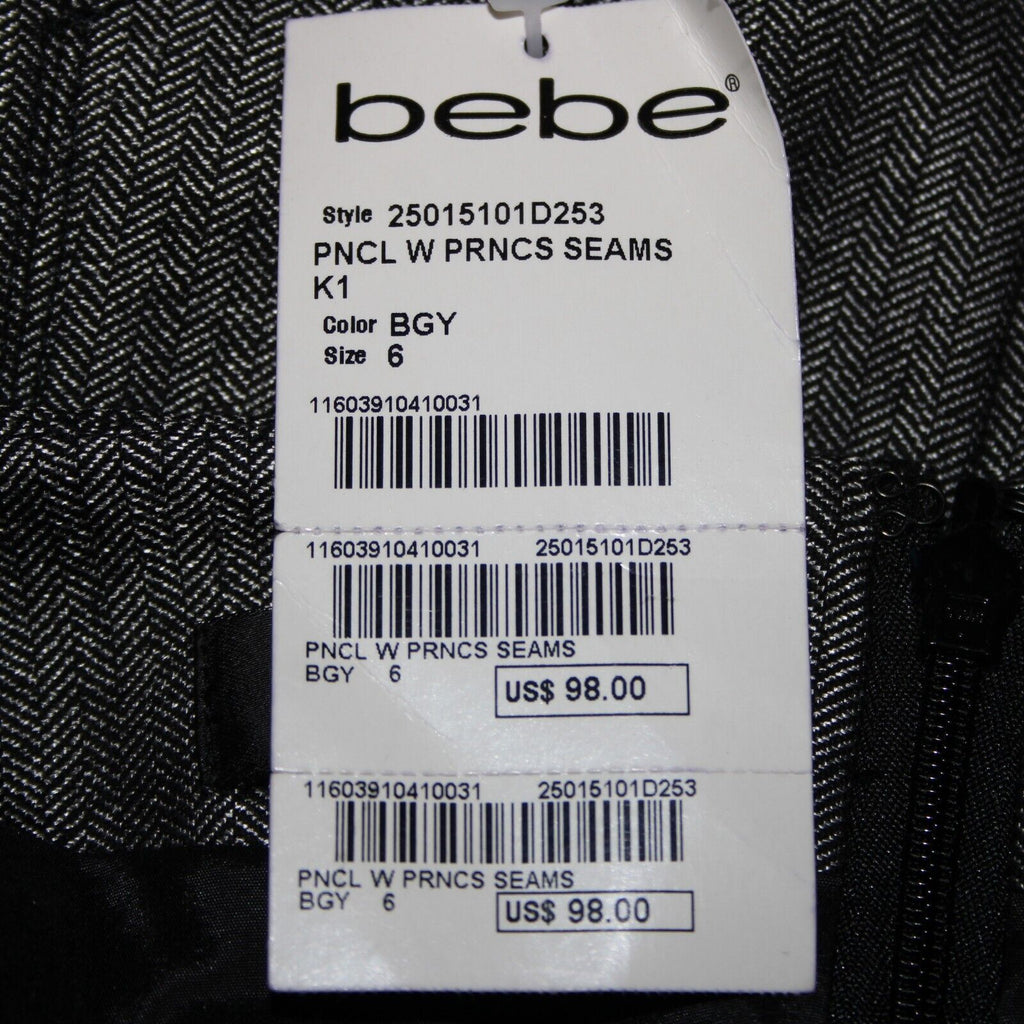 bebe®
Style 25015101D253
PNCL W PRNCS SEAMS
K1
Color BGY
Size 6
11603910410031
11603910410031 25015101D253
PNCL W PRNCS SEAMS
BGY 6
US$ 98.00
11603910410031 25015101D253
PNCL W PRNCS SEAMS
BGY 6
US$ 98.00